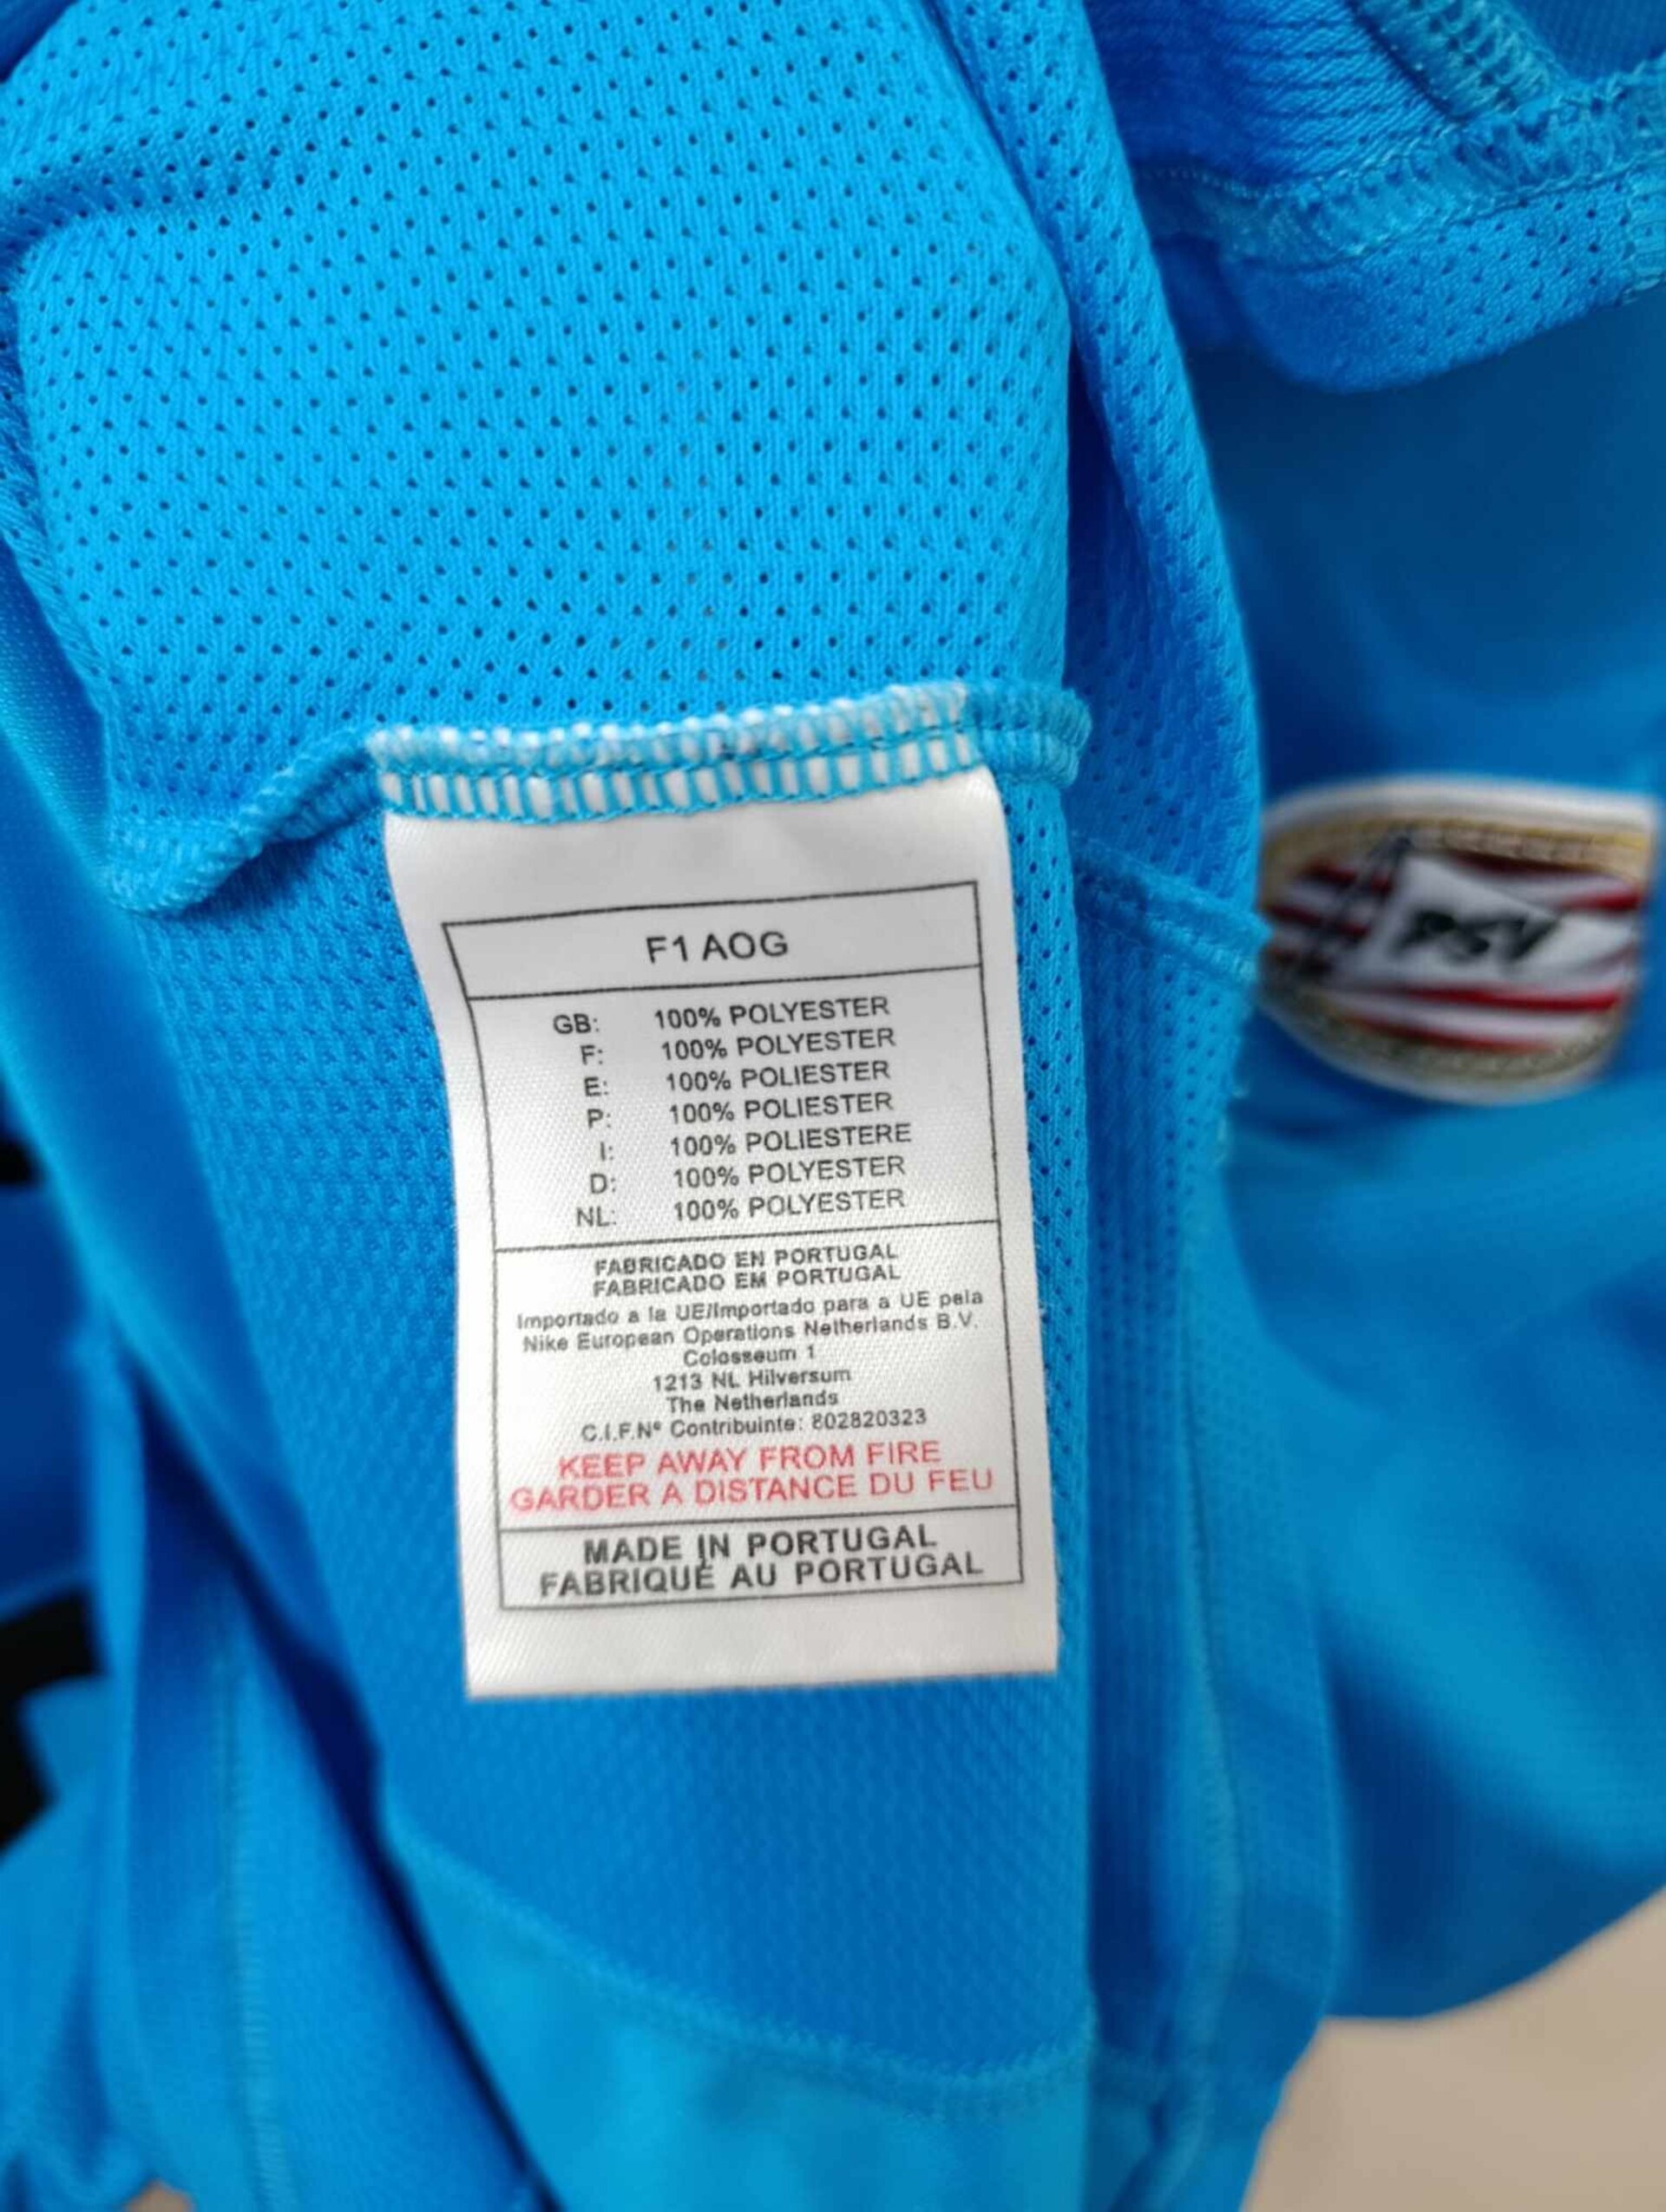 F1 AOG
GB: 100% POLYESTER
F: 100% POLYESTER
E: 100% POLIESTER
P: 100% POLIESTER
I: 100% POLIESTERE
D: 100% POLYESTER
NL: 100% POLYESTER
FABRICADO EN PORTUGAL
FABRICADO EM PORTUGAL
Importado a la UE/Importado para a UE pela
Nike European Operations Netherlands B.V.
Colosseum 1
1213 NL Hilversum
The Netherlands
C.I.F.Nº Contribuinte: 802820323
KEEP AWAY FROM FIRE
GARDER A DISTANCE DU FEU
MADE IN PORTUGAL
FABRIQUÉ AU PORTUGAL
PSV